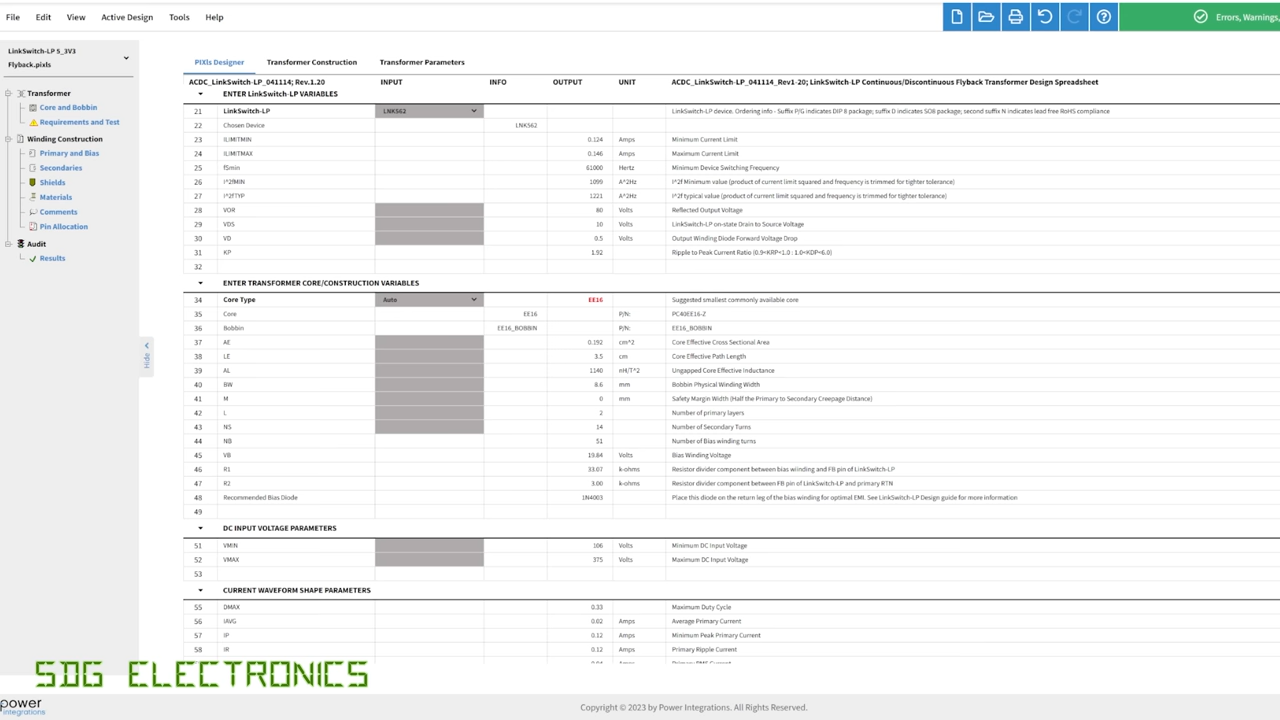 File Edit View Active Design Tools Help
Errors, Warnings,
LinkSwitch-LP 5_3V3
Flyback.pixls
Transformer
Core and Bobbin
Requirements and Test
Winding Construction
Primary and Bias
Secondaries
Shields
Materials
Comments
Pin Allocation
Audit
Results
Hide
PIXls Designer Transformer Construction Transformer Parameters
ACDC_LinkSwitch-LP_041114; Rev.1.20 INPUT INFO OUTPUT UNIT ACDC_LinkSwitch-LP_041114_Rev1-20; LinkSwitch-LP Continuous/Discontinuous Flyback Transformer Design Spreadsheet
ENTER LinkSwitch-LP VARIABLES
21 LinkSwitch-LP LNK562 LinkSwitch-LP device. Ordering info - Suffix P/G indicates DIP 8 package; suffix D indicates SO8 package; second suffix N indicates lead free RoHS compliance
22 Chosen Device LNK562
23 ILIMITMIN 0.124 Amps Minimum Current Limit
24 ILIMITMAX 0.146 Amps Maximum Current Limit
25 fSmin 61000 Hertz Minimum Device Switching Frequency
26 I^2fMIN 1099 A^2Hz I^2f Minimum value (product of current limit squared and frequency is trimmed for tighter tolerance)
27 I^2fTYP 1221 A^2Hz I^2f typical value (product of current limit squared and frequency is trimmed for tighter tolerance)
28 VOR 80 Volts Reflected Output Voltage
29 VDS 10 Volts LinkSwitch-LP on-state Drain to Source Voltage
30 VD 0.5 Volts Output Winding Diode Forward Voltage Drop
31 KP 1.92 Ripple to Peak Current Ratio (0.9<KRP<1.0 : 1.0<KDP<6.0)
32
ENTER TRANSFORMER CORE/CONSTRUCTION VARIABLES
34 Core Type Auto EE16 Suggested smallest commonly available core
35 Core EE16 P/N: PC40EE16-Z
36 Bobbin EE16_BOBBIN P/N: EE16_BOBBIN
37 AE 0.192 cm^2 Core Effective Cross Sectional Area
38 LE 3.5 cm Core Effective Path Length
39 AL 1140 nH/T^2 Ungapped Core Effective Inductance
40 BW 8.6 mm Bobbin Physical Winding Width
41 M 0 mm Safety Margin Width (Half the Primary to Secondary Creepage Distance)
42 L 2 Number of primary layers
43 NS 14 Number of Secondary Turns
44 NB 51 Number of Bias winding turns
45 VB 19.84 Volts Bias Winding Voltage
46 R1 33.07 k-ohms Resistor divider component between bias wiinding and FB pin of LinkSwitch-LP
47 R2 3.00 k-ohms Resistor divider component between FB pin of LinkSwitch-LP and primary RTN
48 Recommended Bias Diode 1N4003 Place this diode on the return leg of the bias winding for optimal EMI. See LinkSwitch-LP Design guide for more information
49
DC INPUT VOLTAGE PARAMETERS
51 VMIN 106 Volts Minimum DC Input Voltage
52 VMAX 375 Volts Maximum DC Input Voltage
53
CURRENT WAVEFORM SHAPE PARAMETERS
55 DMAX 0.33 Maximum Duty Cycle
56 IAVG 0.02 Amps Average Primary Current
57 IP 0.12 Amps Minimum Peak Primary Current
58 IR 0.12 Amps Primary Ripple Current
SDG ELECTRONICS
power
integrations
Copyright © 2023 by Power Integrations. All Rights Reserved.